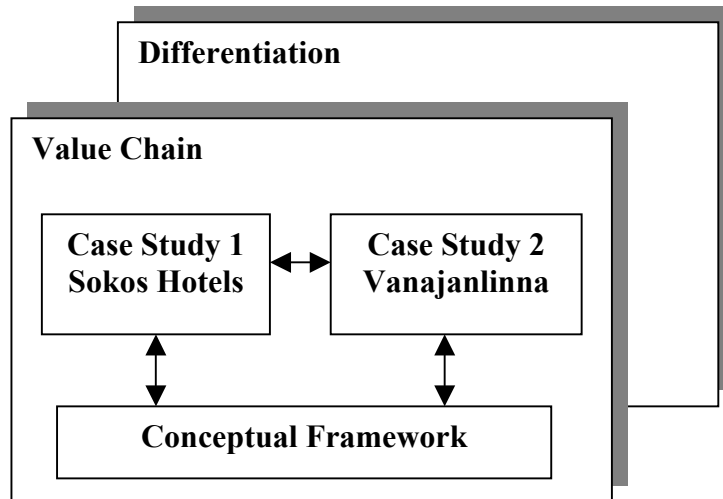 Differentiation
Value Chain
Case Study 1
Sokos Hotels
Case Study 2
Vanajanlinna
Conceptual Framework